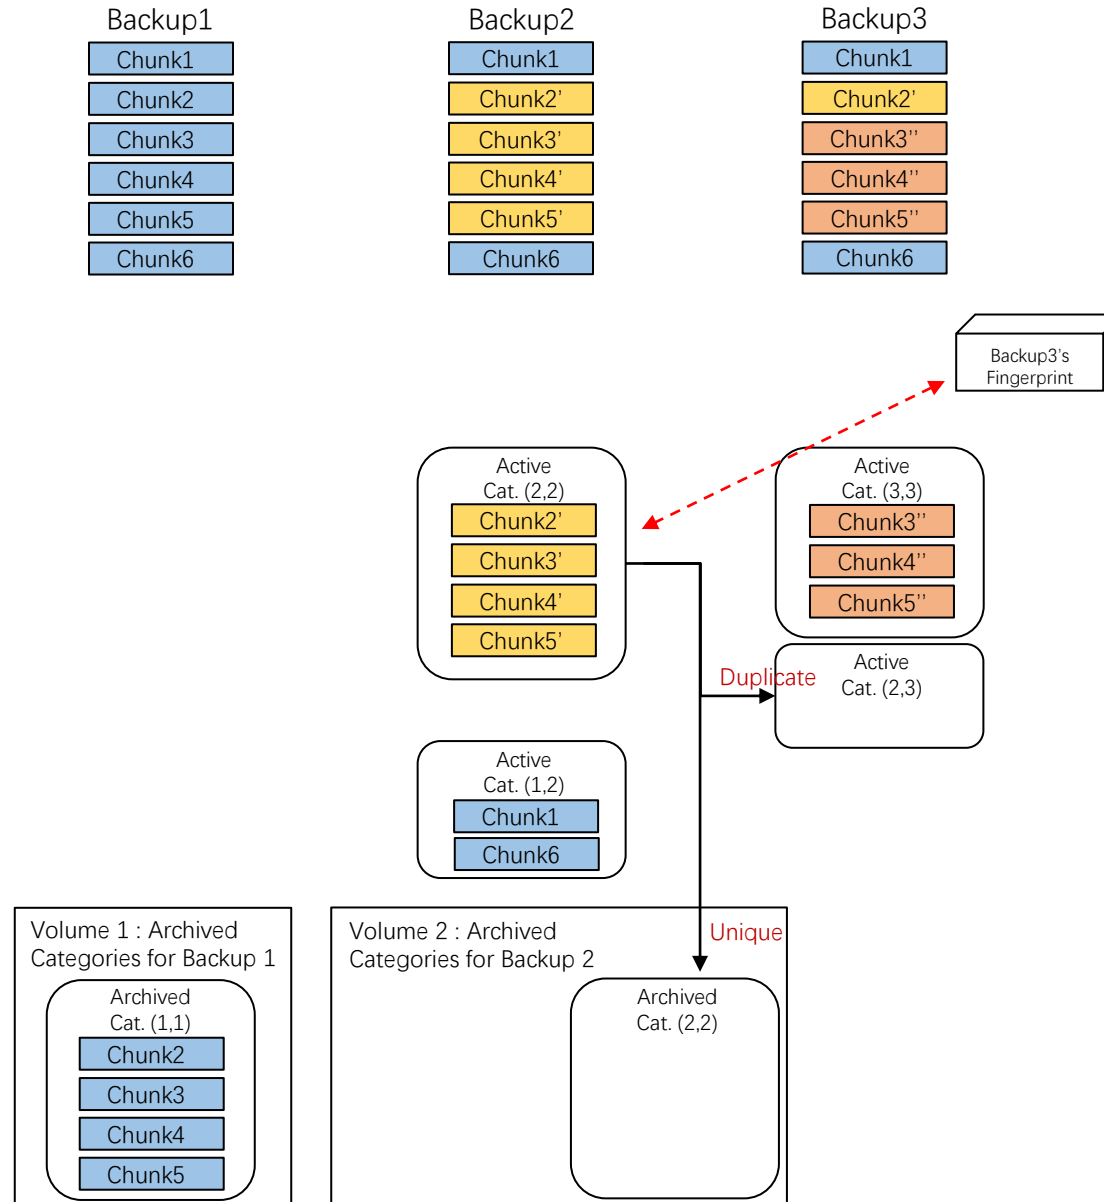 Backup1
Chunk1
Chunk2
Chunk3
Chunk4
Chunk5
Chunk6
Backup2
Chunk1
Chunk2'
Chunk3'
Chunk4'
Chunk5'
Chunk6
Backup3
Chunk1
Chunk2'
Chunk3''
Chunk4''
Chunk5''
Chunk6
Backup3's
Fingerprint
Active
Cat. (2,2)
Chunk2'
Chunk3'
Chunk4'
Chunk5'
Active
Cat. (3,3)
Chunk3''
Chunk4''
Chunk5''
Duplicate
Active
Cat. (2,3)
Active
Cat. (1,2)
Chunk1
Chunk6
Volume 1 : Archived
Categories for Backup 1
Archived
Cat. (1,1)
Chunk2
Chunk3
Chunk4
Chunk5
Volume 2 : Archived
Categories for Backup 2
Unique
Archived
Cat. (2,2)